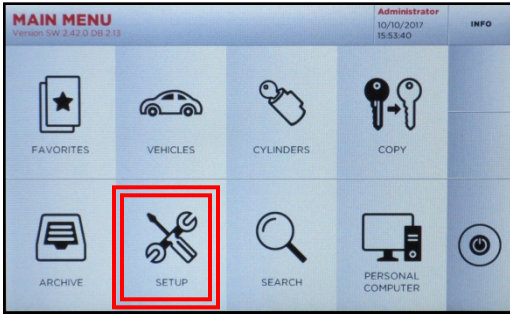 MAIN MENU
Version SW 2.42.0 DB 2.13
Administrator
10/10/2017
15:53:40
INFO
FAVORITES
VEHICLES
CYLINDERS
COPY
ARCHIVE
SETUP
SEARCH
PERSONAL
COMPUTER